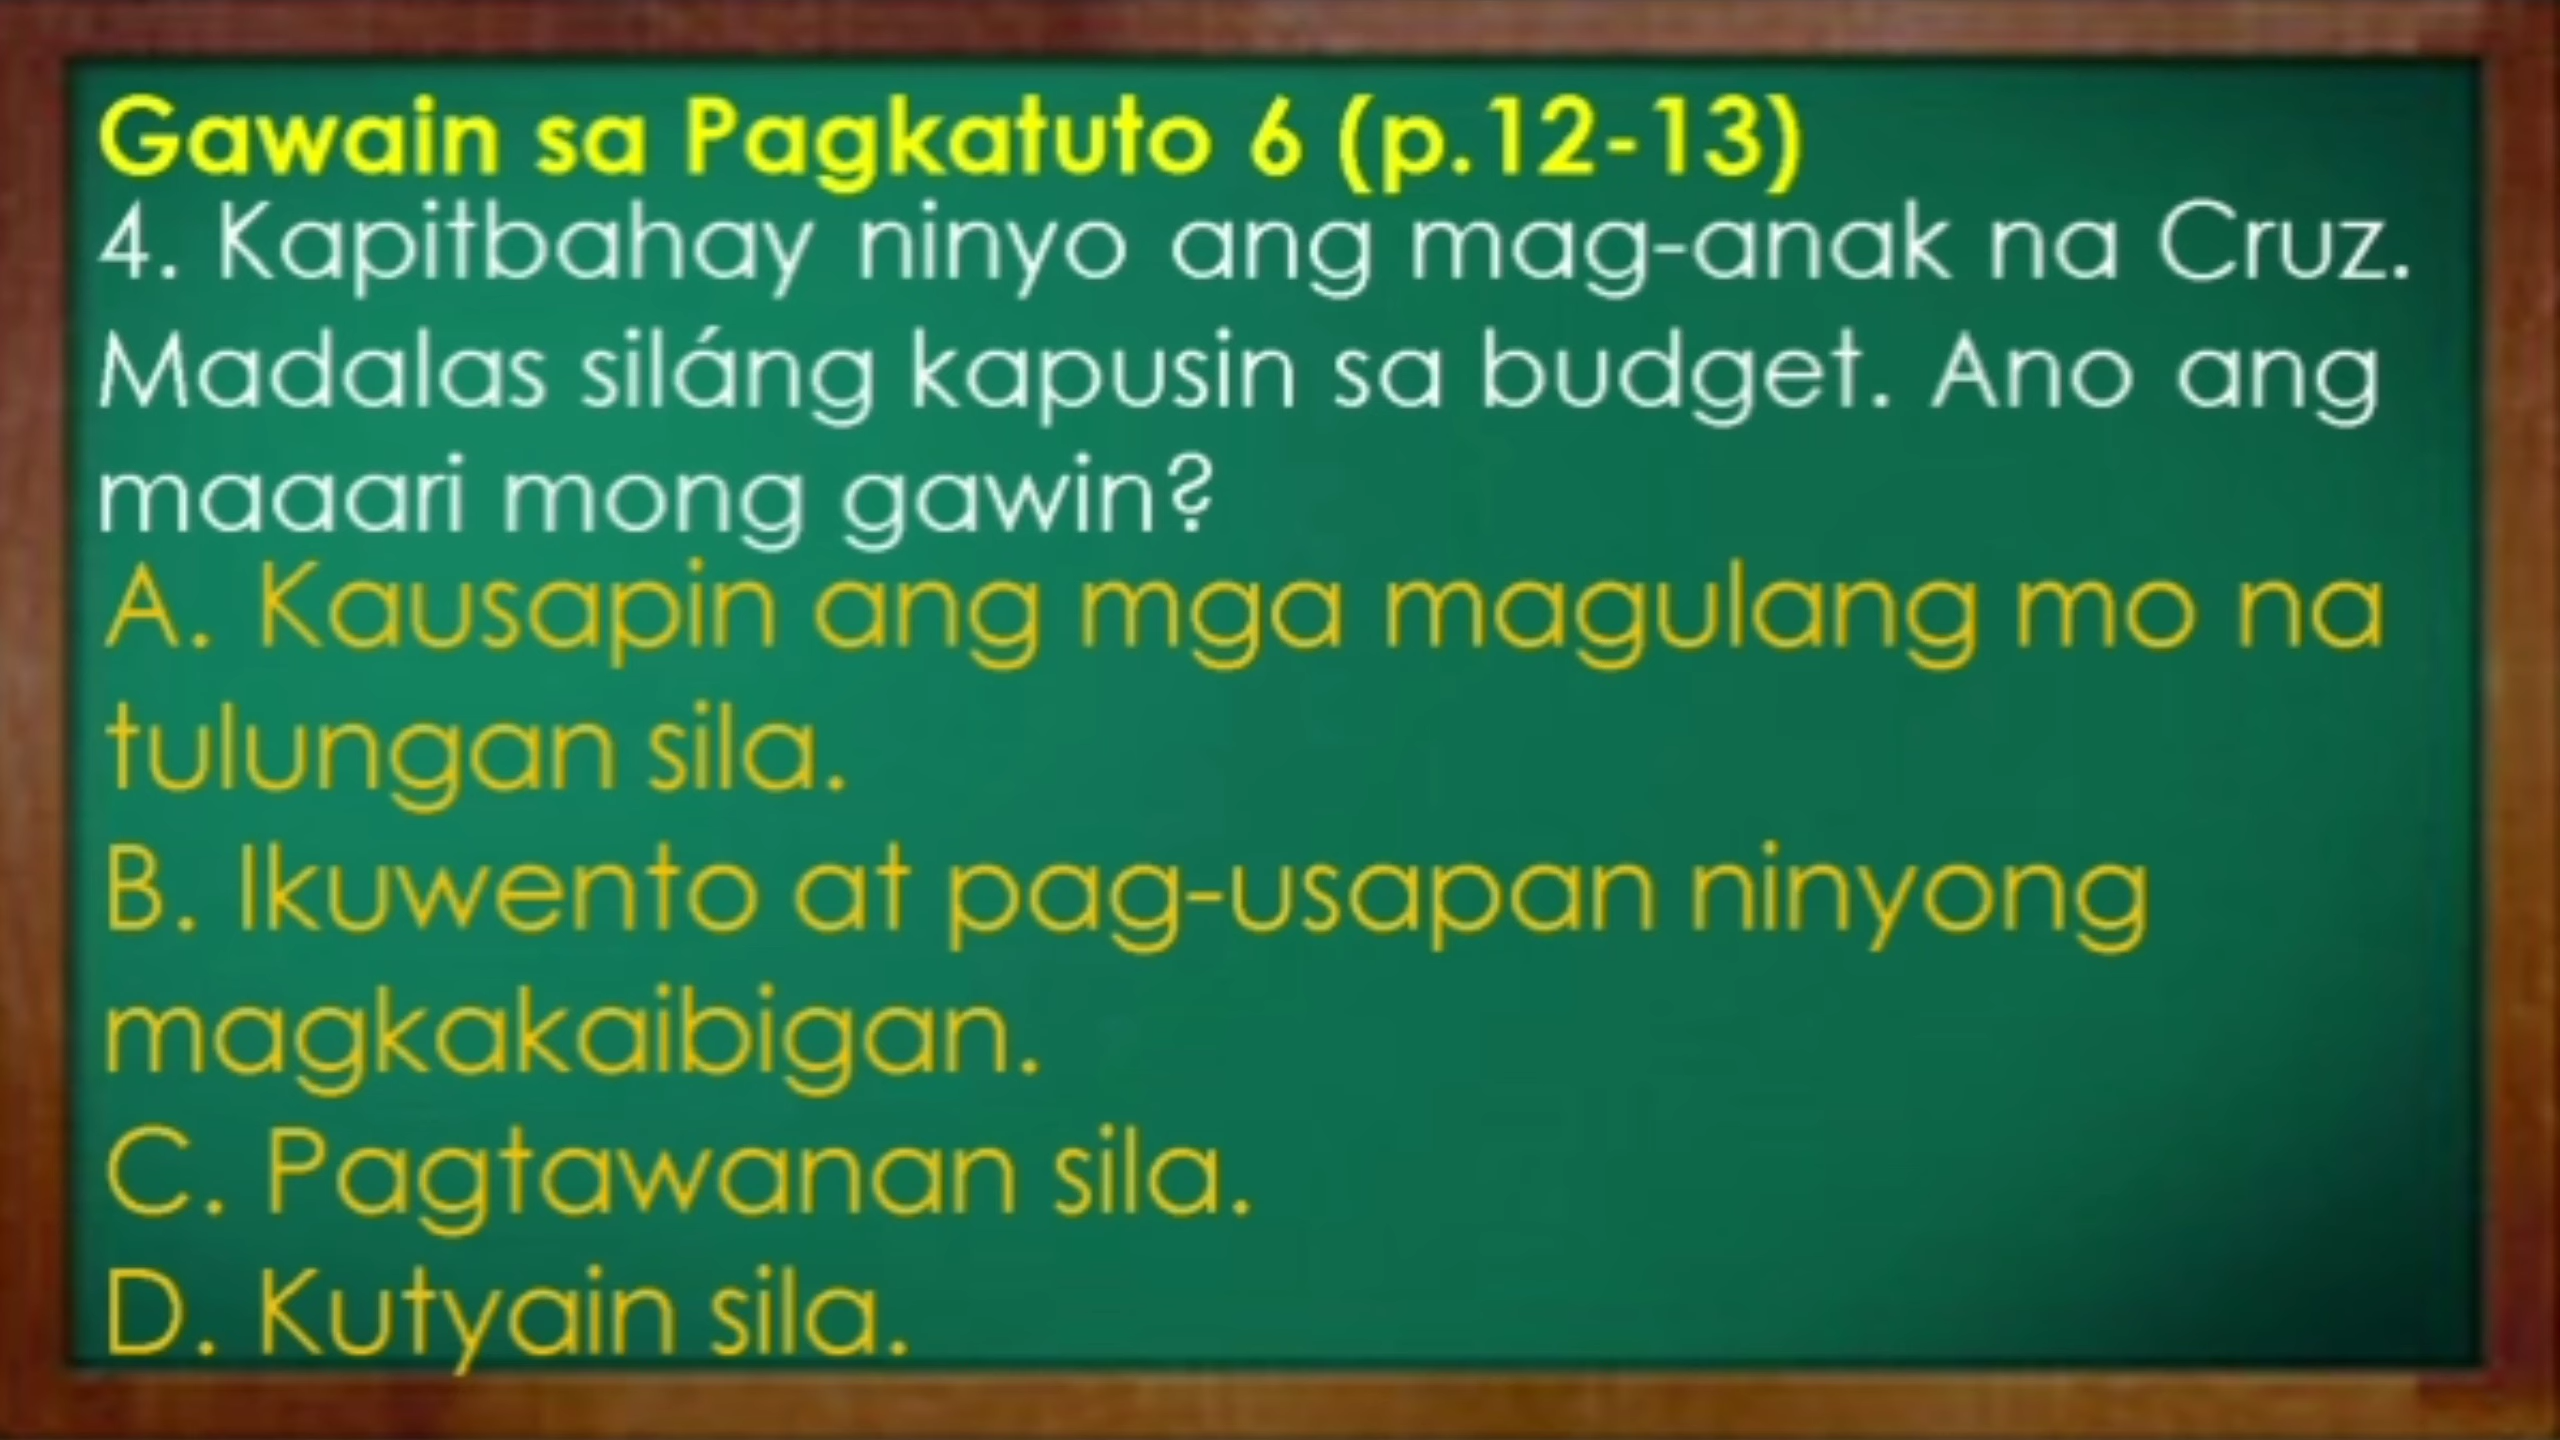 Gawain sa Pagkatuto 6 (p.12-13)
4. Kapitbahay ninyo ang mag-anak na Cruz.
Madalas siláng kapusin sa budget. Ano ang
maaari mong gawin?
A. Kausapin ang mga magulang mo na
tulungan sila.
B. Ikuwento at pag-usapan ninyong
magkakaibigan.
C. Pagtawanan sila.
D. Kutyain sila.